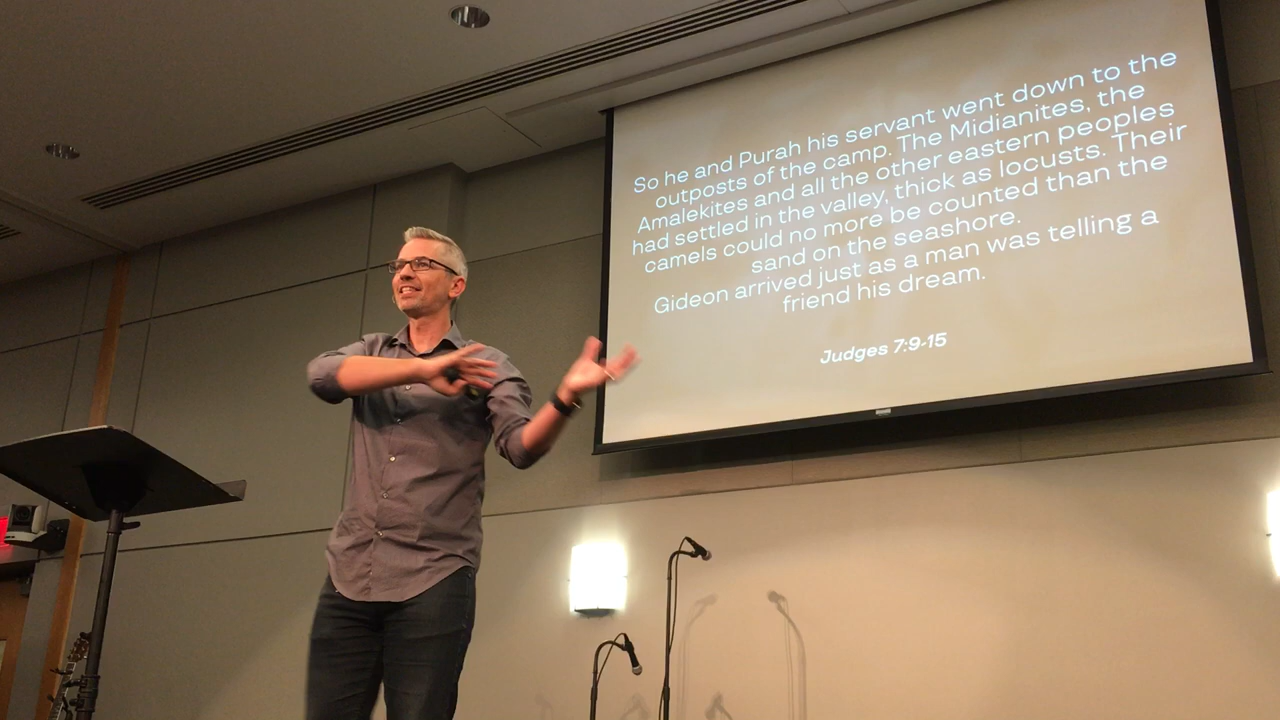 So he and Purah his servant went down to the
outposts of the camp. The Midianites, the
Amalekites and all the other eastern peoples
had settled in the valley, thick as locusts. Their
camels could no more be counted than the
sand on the seashore.
Gideon arrived just as a man was telling a
friend his dream.
Judges 7:9-15